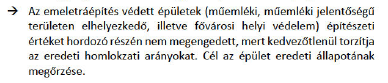 → Az emeletráépítés védett épületek (műemléki, műemléki jelentőségű
területen elhelyezkedő, illetve fővárosi helyi védelem) építészeti
értéket hordozó részén nem megengedett, mert kedvezőtlenül torzítja
az eredeti homlokzati arányokat. Cél az épület eredeti állapotának
megőrzése.